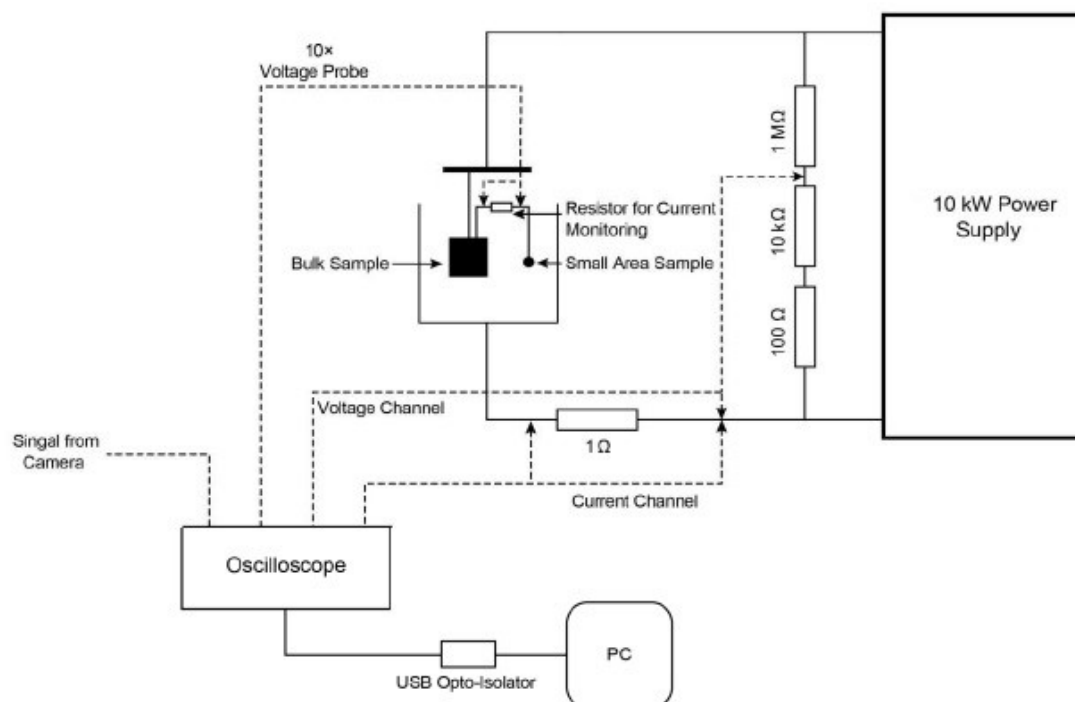 10×
Voltage Probe
1 MΩ
10 kW Power
Supply
Resistor for Current
Monitoring
10 kΩ
Bulk Sample
Small Area Sample
100 Ω
Voltage Channel
Singal from
Camera
1 Ω
Current Channel
Oscilloscope
PC
USB Opto-Isolator